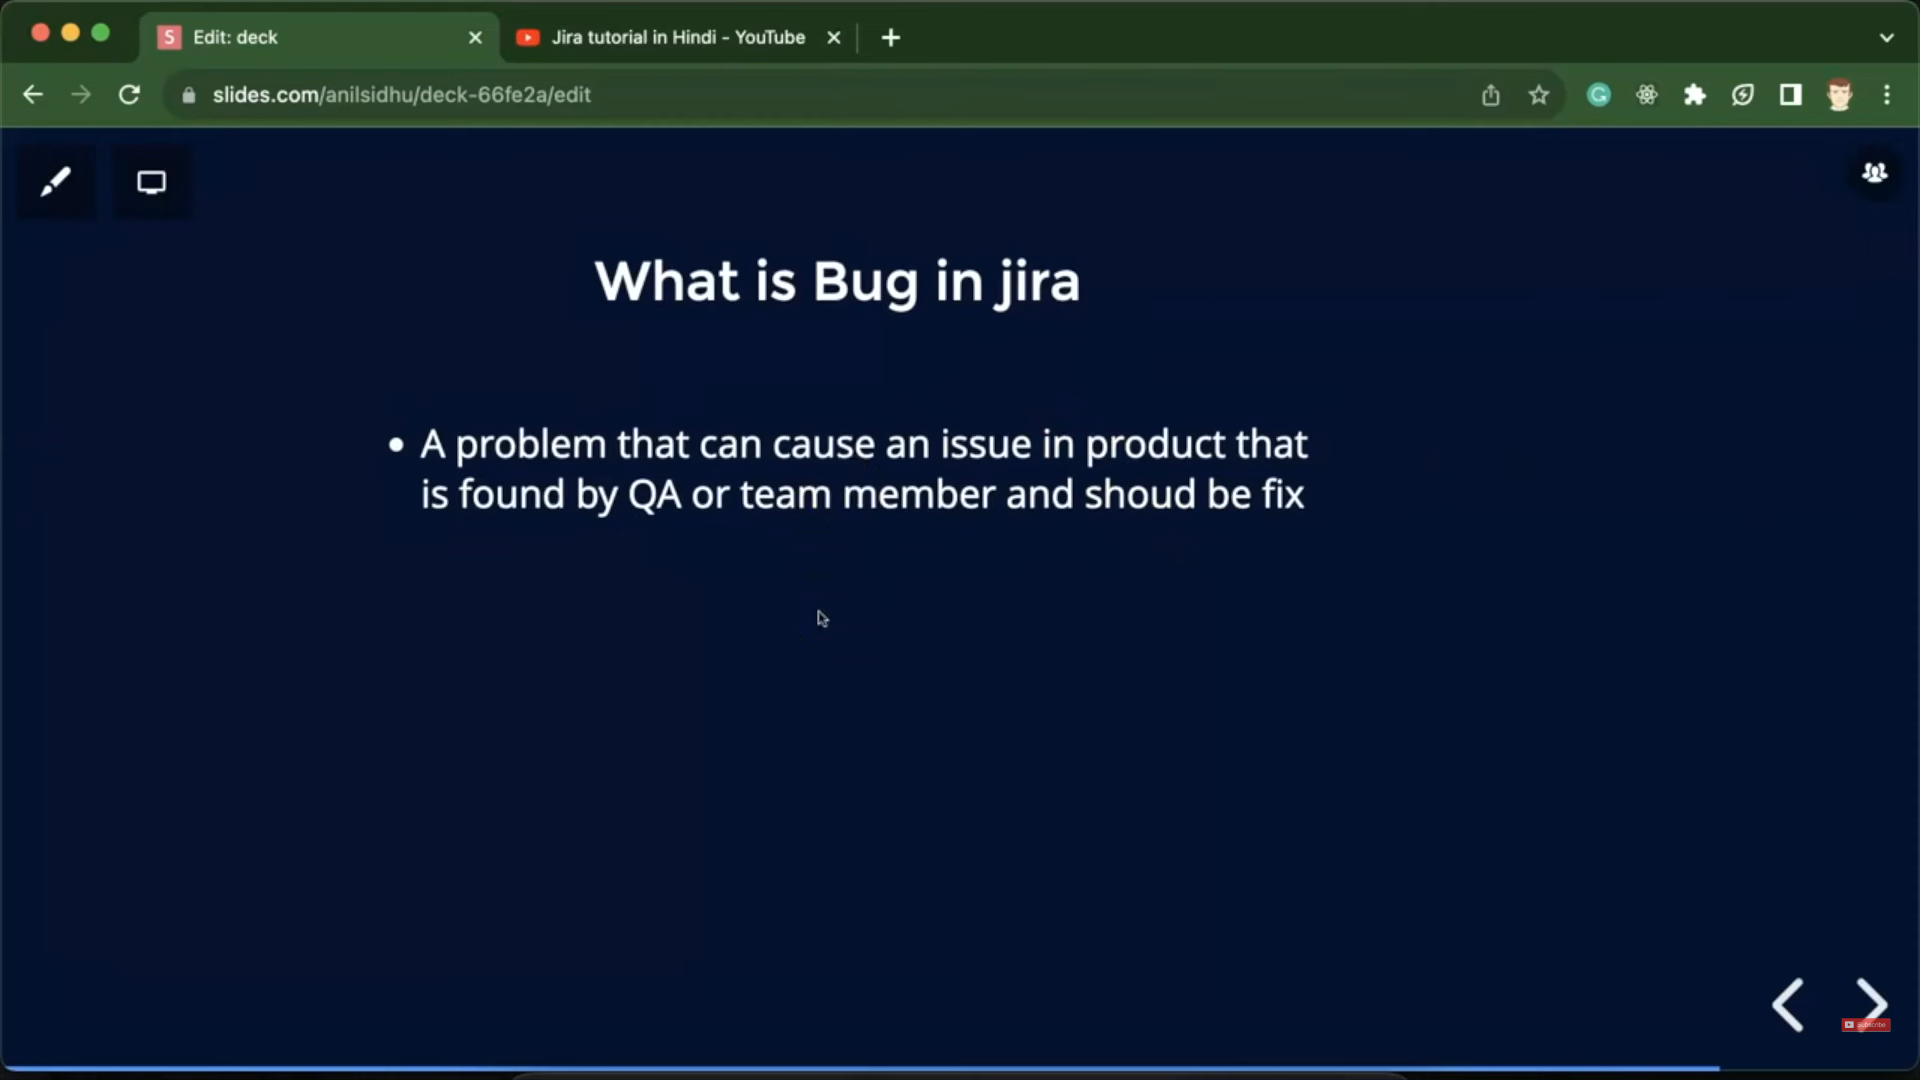 S Edit: deck
Jira tutorial in Hindi - YouTube
slides.com/anilsidhu/deck-66fe2a/edit
What is Bug in jira
• A problem that can cause an issue in product that
is found by QA or team member and shoud be fix
Subscribe